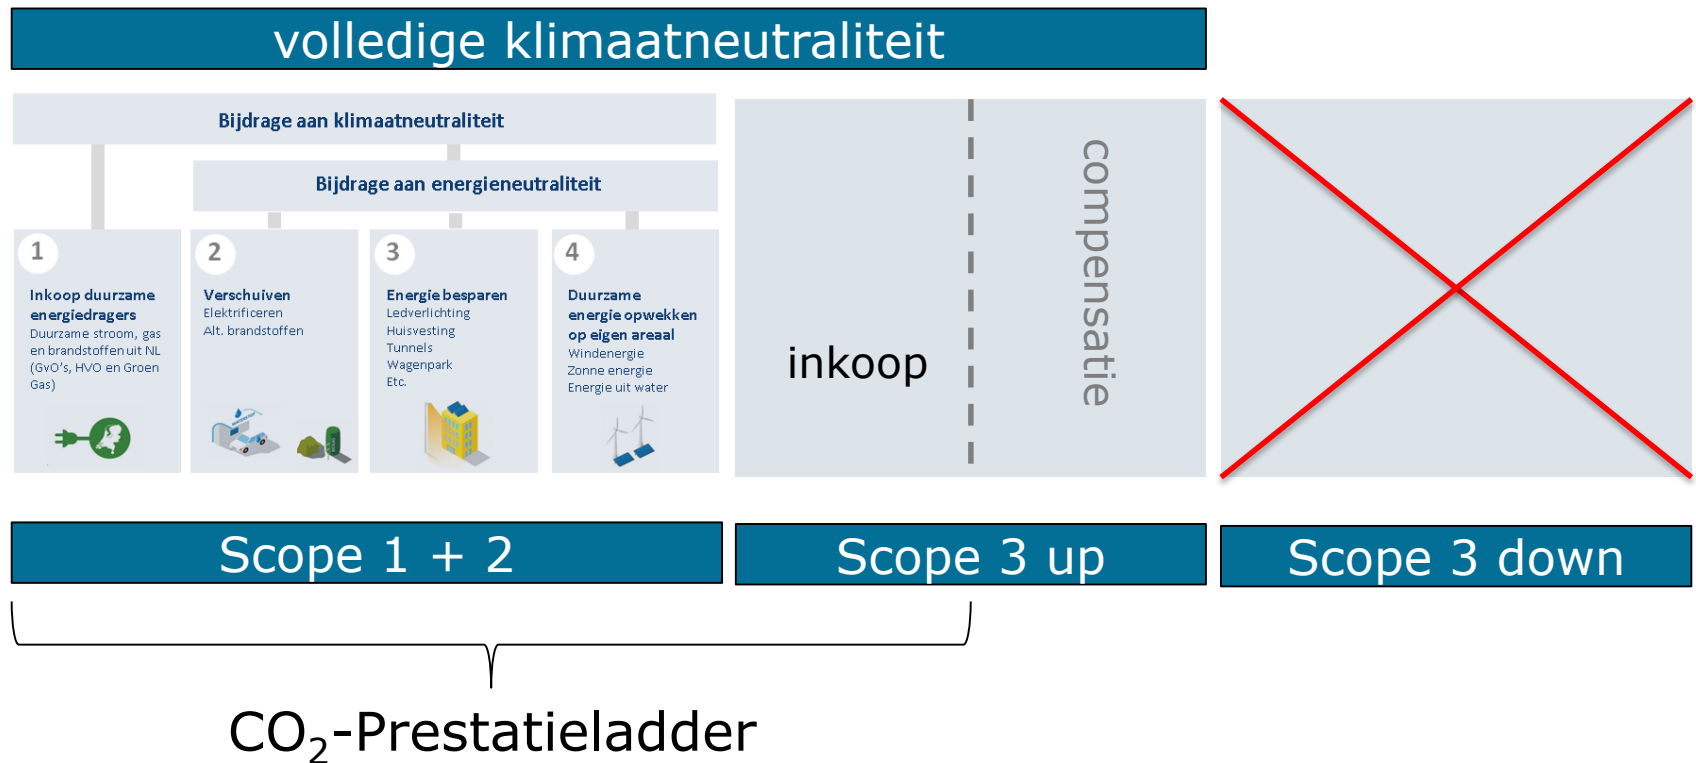 volledige klimaatneutraliteit
Bijdrage aan klimaatneutraliteit
Bijdrage aan energieneutraliteit
1
Inkoop duurzame
energiedragers
Duurzame stroom, gas
en brandstoffen uit NL
(GvO's, HVO en Groen
Gas)
2
Verschuiven
Elektrificeren
Alt. brandstoffen
3
Energie besparen
Ledverlichting
Huisvesting
Tunnels
Wagenpark
Etc.
4
Duurzame
energie opwekken
op eigen areaal
Windenergie
Zonne energie
Energie uit water
inkoop
compensatie
Scope 1 + 2
Scope 3 up
Scope 3 down
CO₂-Prestatieladder